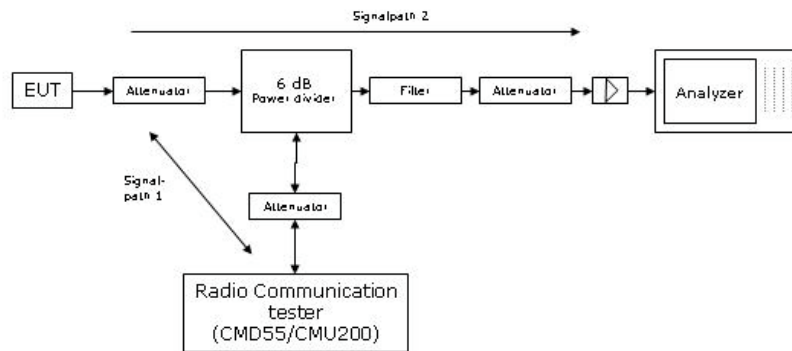 Signalpath 2
EUT
Attenuator
6 dB
Power divider
Filter
Attenuator
Analyzer
Signal-
path 1
Attenuator
Radio Communication
tester
(CMD55/CMU200)